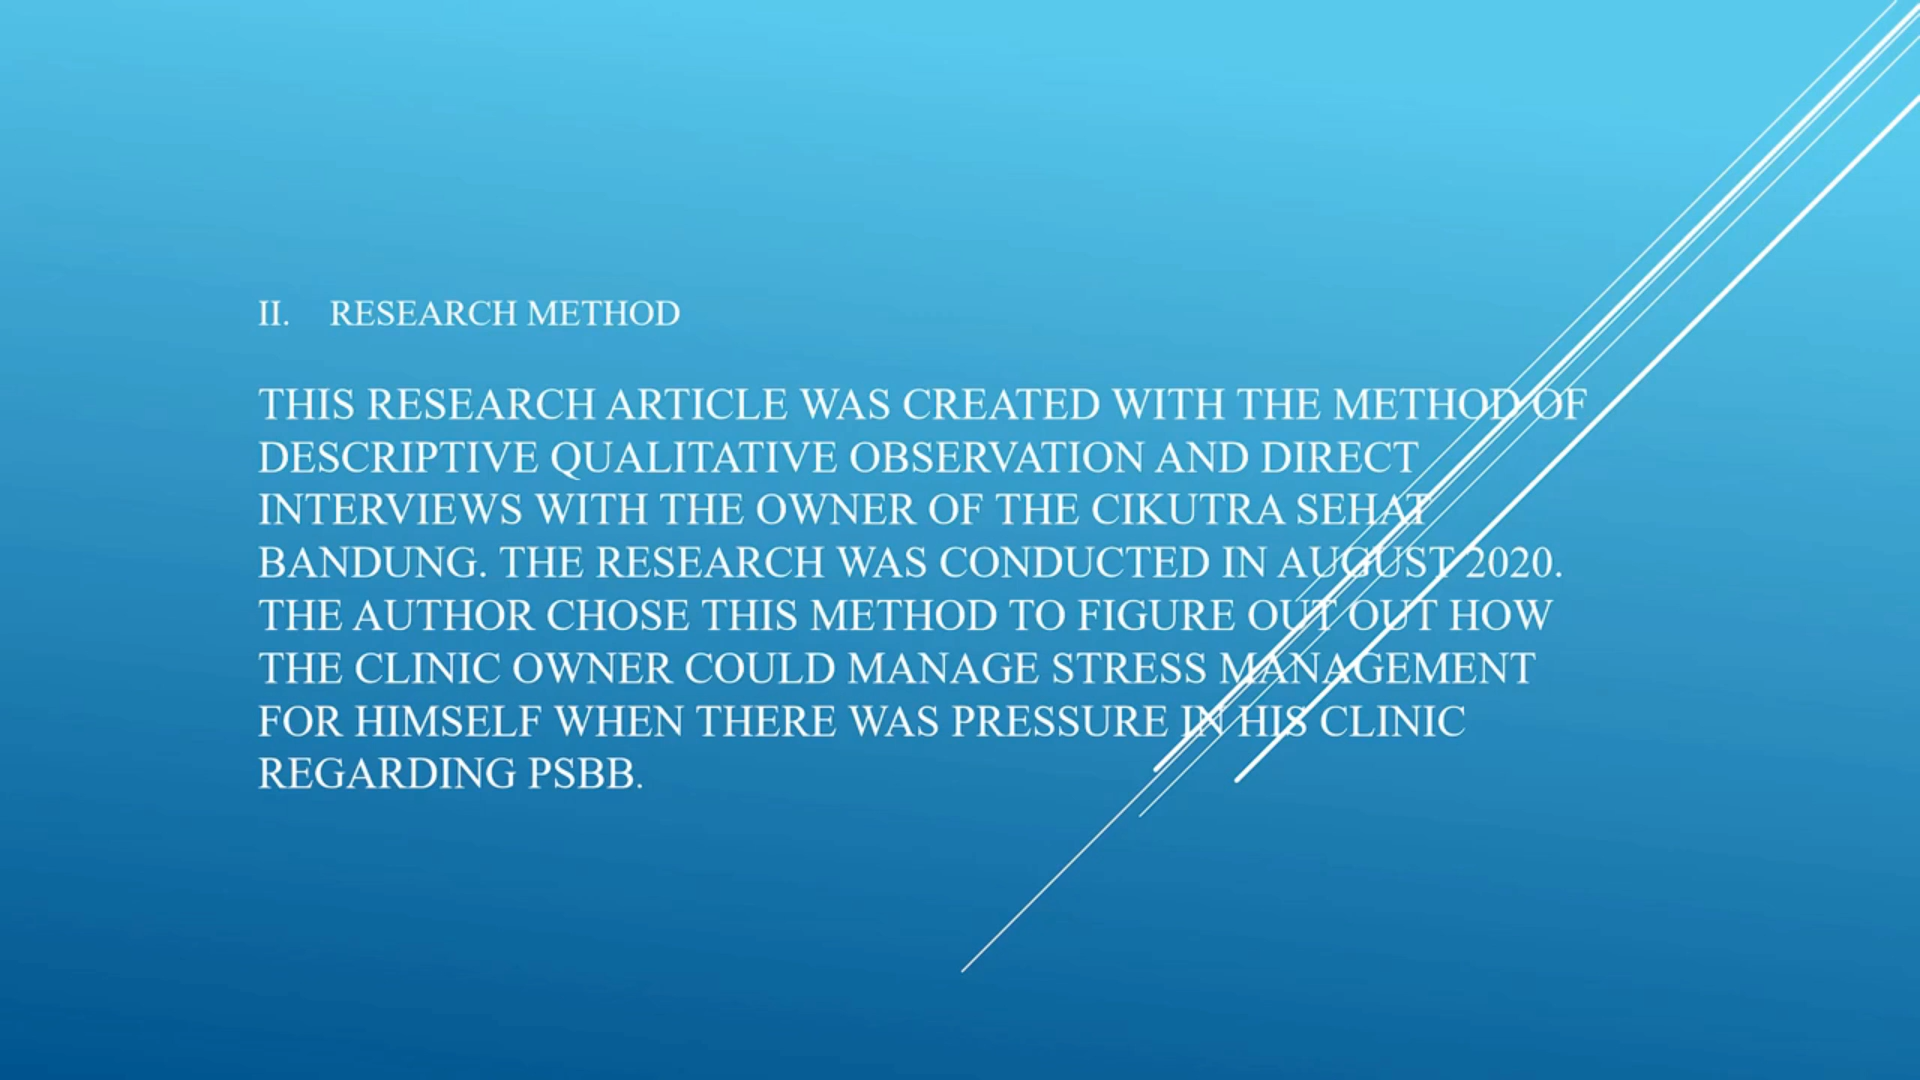 II. RESEARCH METHOD
THIS RESEARCH ARTICLE WAS CREATED WITH THE METHOD OF
DESCRIPTIVE QUALITATIVE OBSERVATION AND DIRECT
INTERVIEWS WITH THE OWNER OF THE CIKUTRA SEHAT
BANDUNG. THE RESEARCH WAS CONDUCTED IN AUGUST 2020.
THE AUTHOR CHOSE THIS METHOD TO FIGURE OUT OUT HOW
THE CLINIC OWNER COULD MANAGE STRESS MANAGEMENT
FOR HIMSELF WHEN THERE WAS PRESSURE IN HIS CLINIC
REGARDING PSBB.